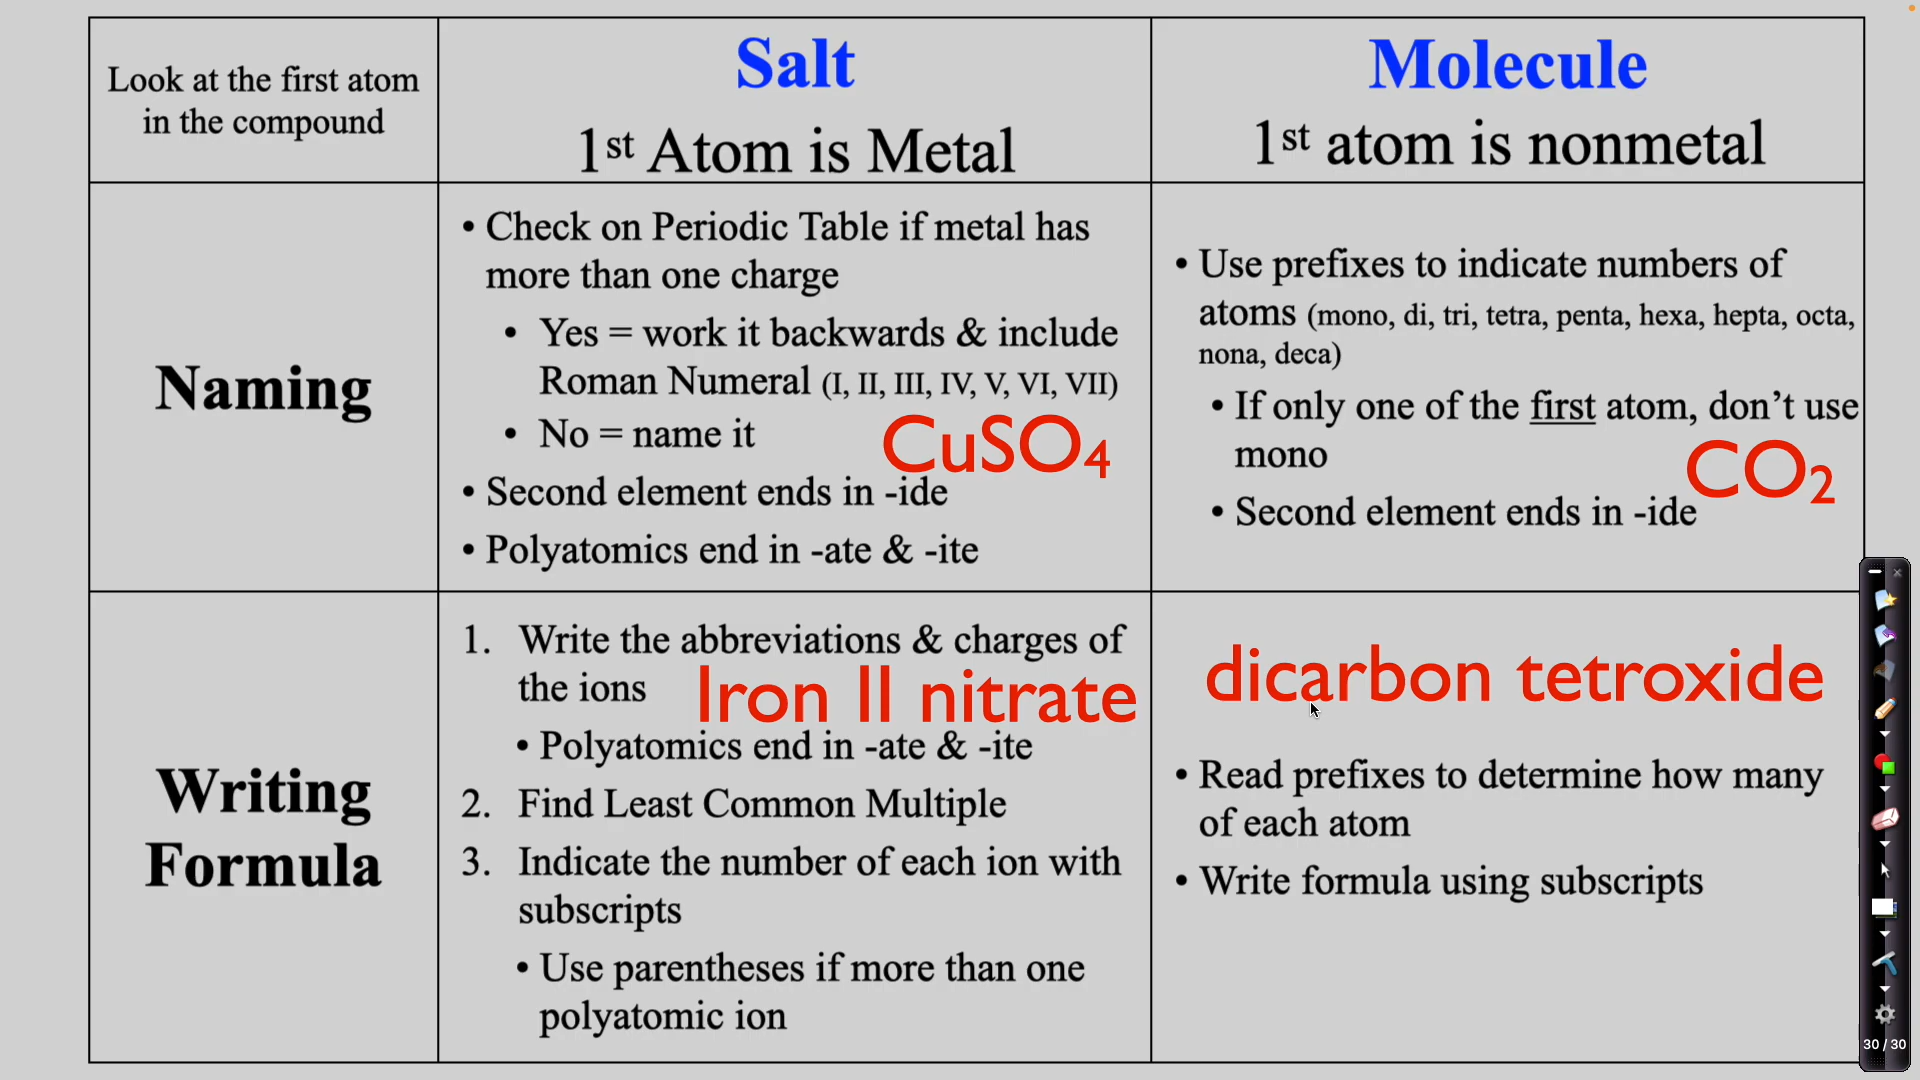 Look at the first atom
in the compound
Salt
1st Atom is Metal
Molecule
1st atom is nonmetal
Naming
• Check on Periodic Table if metal has
more than one charge
• Yes = work it backwards & include
Roman Numeral (I, II, III, IV, V, VI, VII)
• No = name it
CuSO₄
• Second element ends in -ide
• Polyatomics end in -ate & -ite
• Use prefixes to indicate numbers of
atoms (mono, di, tri, tetra, penta, hexa, hepta, octa,
nona, deca)
• If only one of the first atom, don't use
mono
CO₂
• Second element ends in -ide
Writing
Formula
1. Write the abbreviations & charges of
the ions
Iron II nitrate
• Polyatomics end in -ate & -ite
2. Find Least Common Multiple
3. Indicate the number of each ion with
subscripts
• Use parentheses if more than one
polyatomic ion
dicarbon tetroxide
• Read prefixes to determine how many
of each atom
• Write formula using subscripts
30 / 30